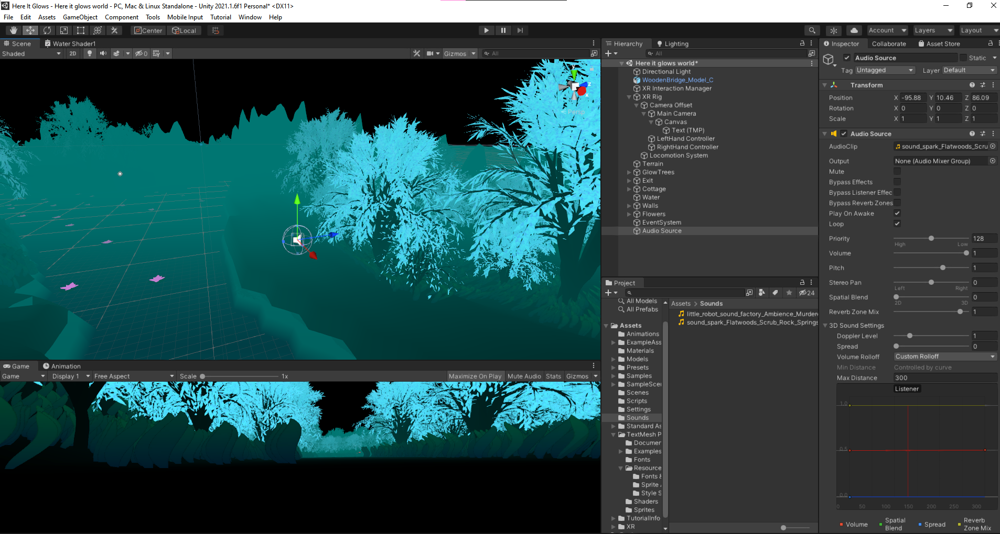 Here It Glows - Here it glows world - PC, Mac & Linux Standalone - Unity 2021.1.6f1 Personal* <DX11>
File Edit Assets GameObject Component Tools Mobile Input Tutorial Window Help
Center Local Account Layers Layout
Scene Water Shader1
Shaded 2D 0 Gizmos All
y
z
x
Persp
Hierarchy Lighting
All
Here it glows world*
Directional Light
WoodenBridge_Model_C
XR Interaction Manager
XR Rig
Camera Offset
Main Camera
Canvas
Text (TMP)
LeftHand Controller
RightHand Controller
Locomotion System
Terrain
GlowTrees
Exit
Cottage
Water
Walls
Flowers
EventSystem
Audio Source
Inspector Collaborate Asset Store
Audio Source Static
Tag Untagged Layer Default
Transform
Position X -95.88 Y 10.46 Z 86.09
Rotation X 0 Y 0 Z 0
Scale X 1 Y 1 Z 1
Audio Source
AudioClip sound_spark_Flatwoods_Scru
Output None (Audio Mixer Group)
Mute
Bypass Effects
Bypass Listener Effec
Bypass Reverb Zones
Play On Awake
Loop
Priority 128
High Low
Volume 1
Pitch 1
Stereo Pan 0
Left Right
Spatial Blend 0
2D 3D
Reverb Zone Mix 1
3D Sound Settings
Doppler Level 1
Spread 0
Volume Rolloff Custom Rolloff
Min Distance Controlled by curve
Max Distance 300
Listener
1.0
0.5
0.0
0 50 100 150 200 250 300
Volume Spatial Blend Spread Reverb Zone Mix
Project
24
All Models
All Prefabs
Assets
Animations
ExampleAss
Materials
Models
Presets
Samples
SampleScei
Scenes
Scripts
Settings
Sounds
Standard As
TextMesh P
Documen
Examples
Fonts
Resource
Fonts &
Sprite
Style S
Shaders
Sprites
TutorialInfo
XR
Assets > Sounds
little_robot_sound_factory_Ambience_Murdere
sound_spark_Flatwoods_Scrub_Rock_Springs
Game Animation
Game Display 1 Free Aspect Scale 1x Maximize On Play Mute Audio Stats Gizmos